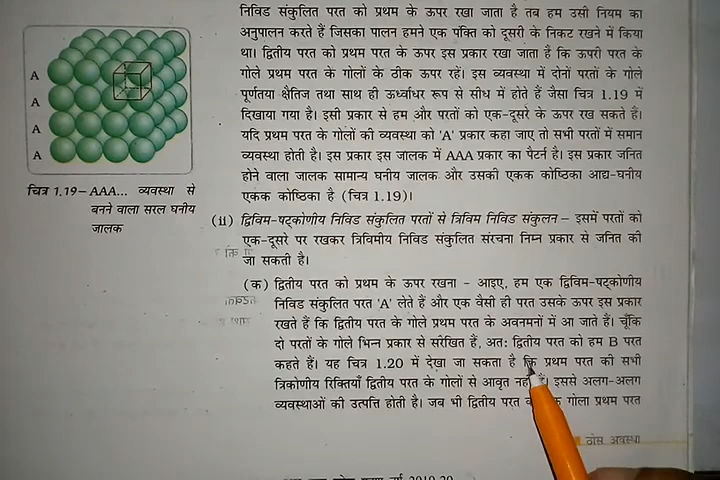 निविड संकुलित परत को प्रथम के ऊपर रखा जाता है तब हम उसी नियम का
अनुपालन करते हैं जिसका पालन हमने एक पंक्ति को दूसरी के निकट रखने में किया
था। द्वितीय परत को प्रथम परत के ऊपर इस प्रकार रखा जाता है कि ऊपरी परत के
गोले प्रथम परत के गोलों के ठीक ऊपर रहें। इस व्यवस्था में दोनों परतों के गोले
पूर्णतया क्षैतिज तथा साथ ही ऊर्ध्वाधर रूप से सीध में होते हैं जैसा चित्र 1.19 में
दिखाया गया है। इसी प्रकार से हम और परतों को एक-दूसरे के ऊपर रख सकते हैं।
यदि प्रथम परत के गोलों की व्यवस्था को 'A' प्रकार कहा जाए तो सभी परतों में समान
व्यवस्था होती है। इस प्रकार इस जालक में AAA प्रकार का पैटर्न है। इस प्रकार जनित
होने वाला जालक सामान्य घनीय जालक और उसकी एकक कोष्ठिका आद्य-घनीय
एकक कोष्ठिका है (चित्र 1.19)।
A
A
A
A
चित्र 1.19–AAA... व्यवस्था से
बनने वाला सरल घनीय
जालक
(ii) द्विविम-षट्कोणीय निविड संकुलित परतों से त्रिविम निविड संकुलन – इसमें परतों को
एक-दूसरे पर रखकर त्रिविमीय निविड संकुलित संरचना निम्न प्रकार से जनित की
जा सकती है।
(क) द्वितीय परत को प्रथम के ऊपर रखना - आइए, हम एक द्विविम-षट्कोणीय
निविड संकुलित परत 'A' लेते हैं और एक वैसी ही परत उसके ऊपर इस प्रकार
रखते हैं कि द्वितीय परत के गोले प्रथम परत के अवनमनों में आ जाते हैं। चूँकि
दो परतों के गोले भिन्न प्रकार से संरेखित हैं, अत: द्वितीय परत को हम B परत
कहते हैं। यह चित्र 1.20 में देखा जा सकता है कि प्रथम परत की सभी
त्रिकोणीय रिक्तियाँ द्वितीय परत के गोलों से आवृत नहीं हैं। इससे अलग-अलग
व्यवस्थाओं की उत्पत्ति होती है। जब भी द्वितीय परत गोला प्रथम परत
ठोस अवस्था